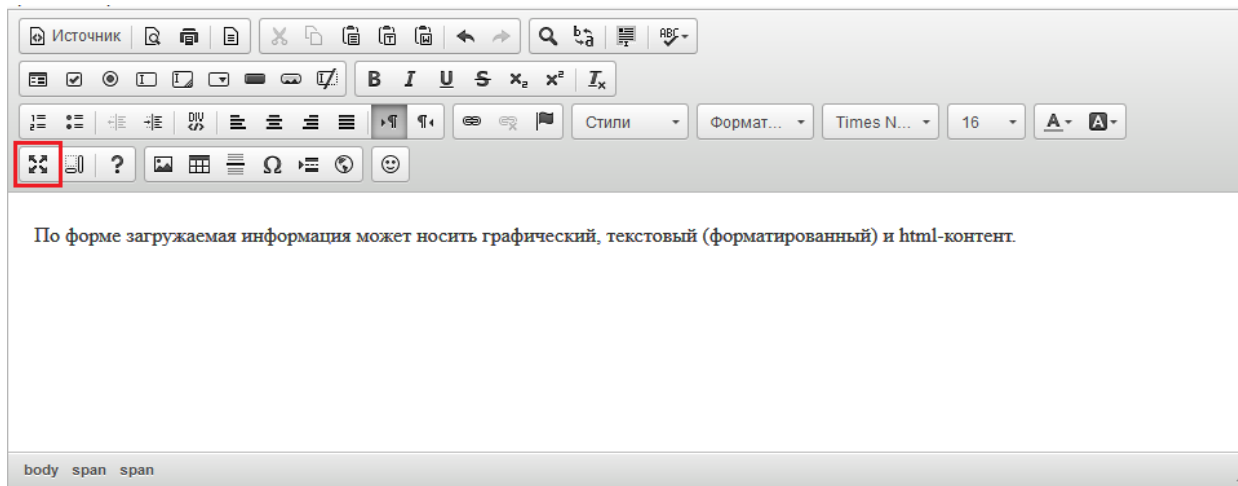 Источник ABC
B I U S x₂ x² Iₓ
Стили Формат... Times N... 16 A A
? Ω
По форме загружаемая информация может носить графический, текстовый (форматированный) и html-контент.
body span span